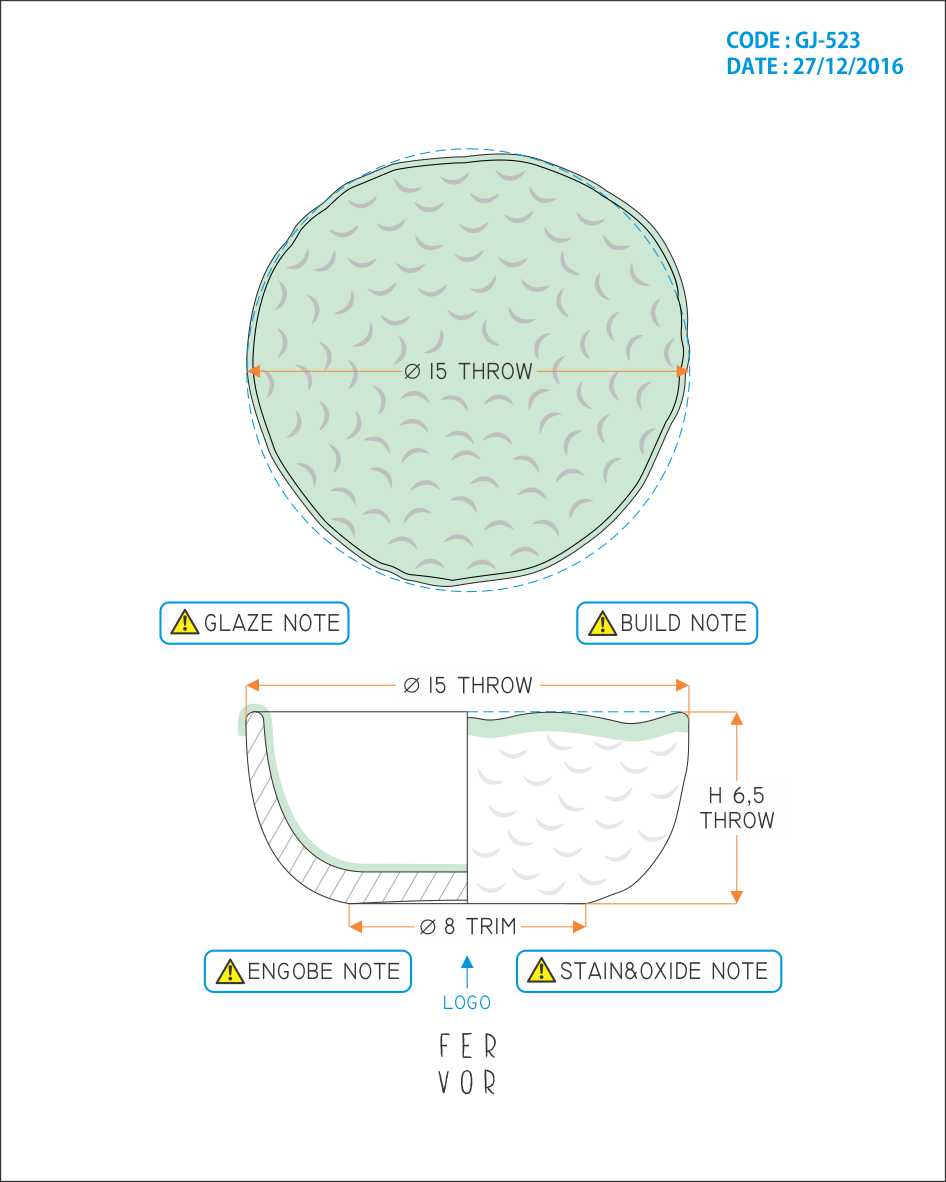 CODE : GJ-523
DATE : 27/12/2016
Ø 15 THROW
GLAZE NOTE
BUILD NOTE
Ø 15 THROW
H 6,5
THROW
Ø 8 TRIM
ENGOBE NOTE
STAIN&OXIDE NOTE
LOGO
FER
VOR